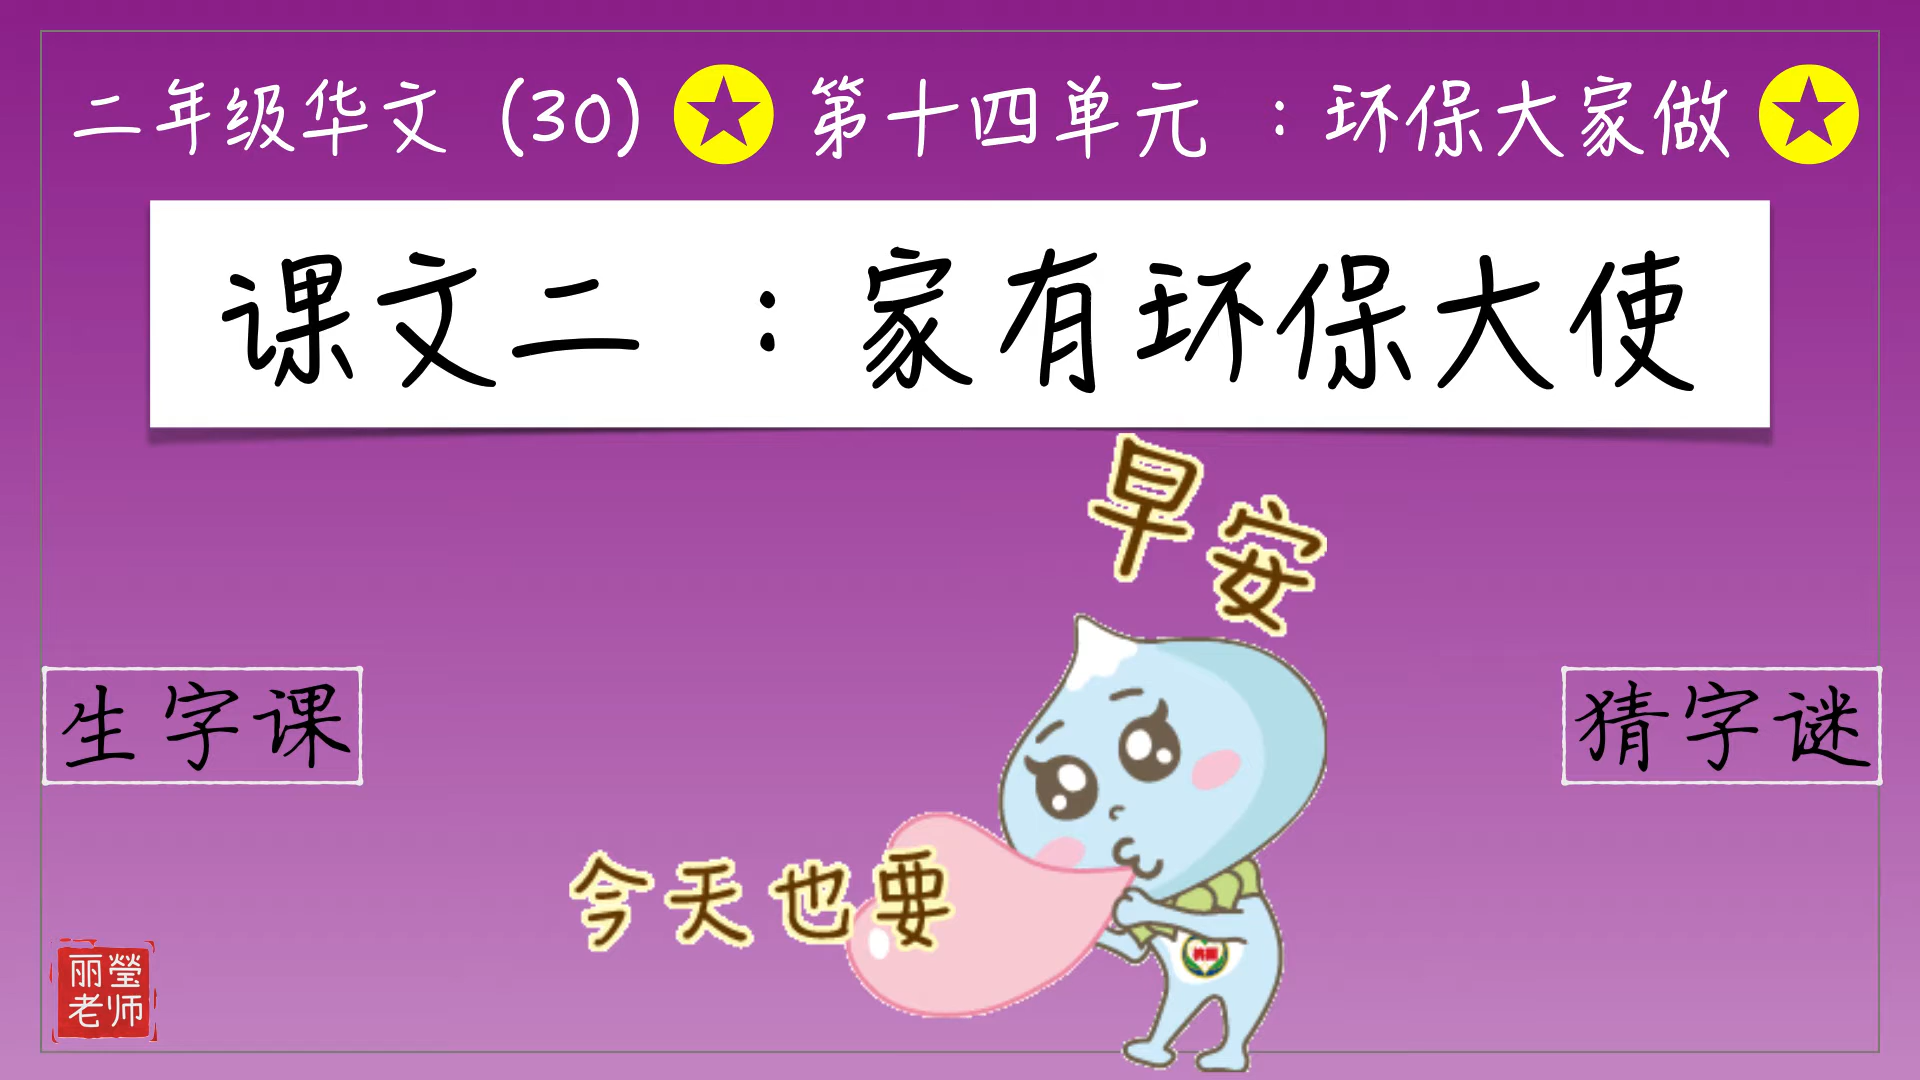 二年级华文 (30) ★ 第十四单元 ：环保大家做 ★
课文二 ：家有环保大使
早安
生字课
猜字谜
今天也要
丽瑩
老师